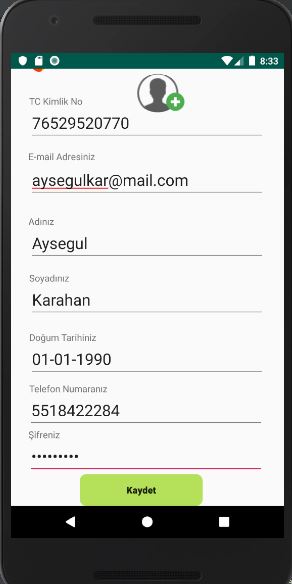 8:33
TC Kimlik No
76529520770
E-mail Adresiniz
aysegulkar@mail.com
Adınız
Aysegul
Soyadınız
Karahan
Doğum Tarihiniz
01-01-1990
Telefon Numaranız
5518422284
Şifreniz
•••••••••
Kaydet